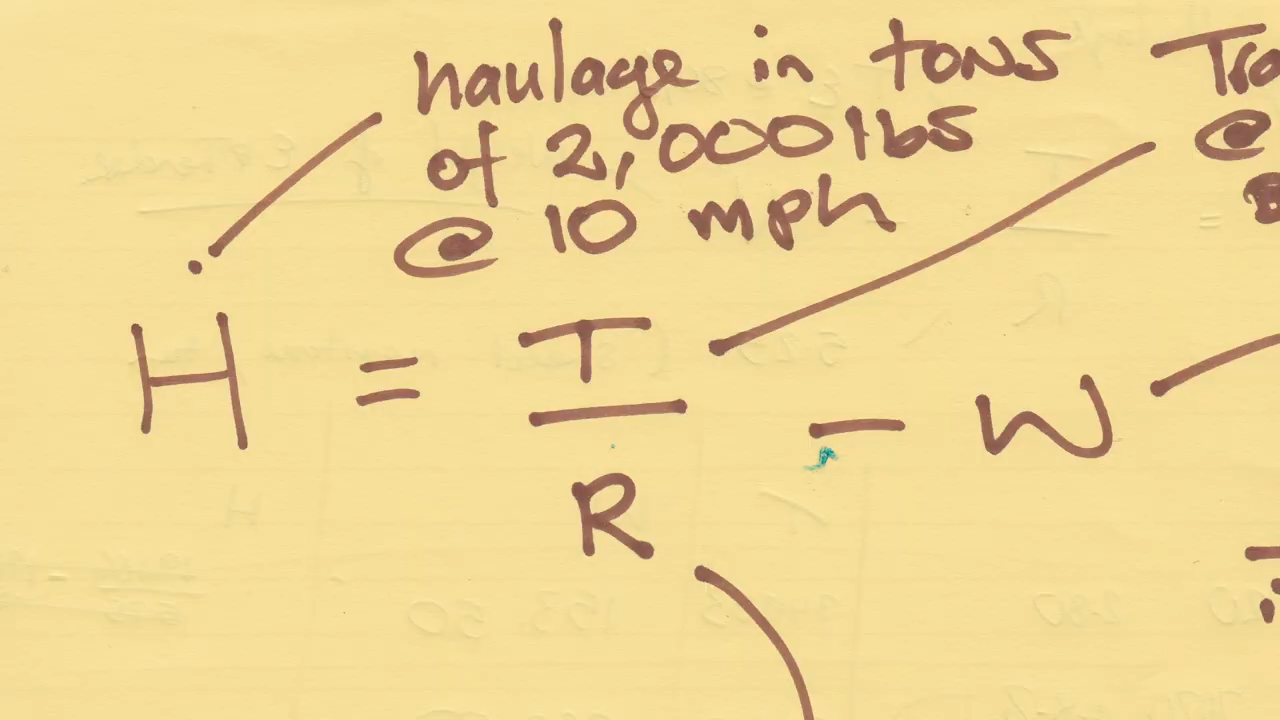 haulage in tons
of 2,000 lbs
@ 10 mph
@
H = T
R
- W